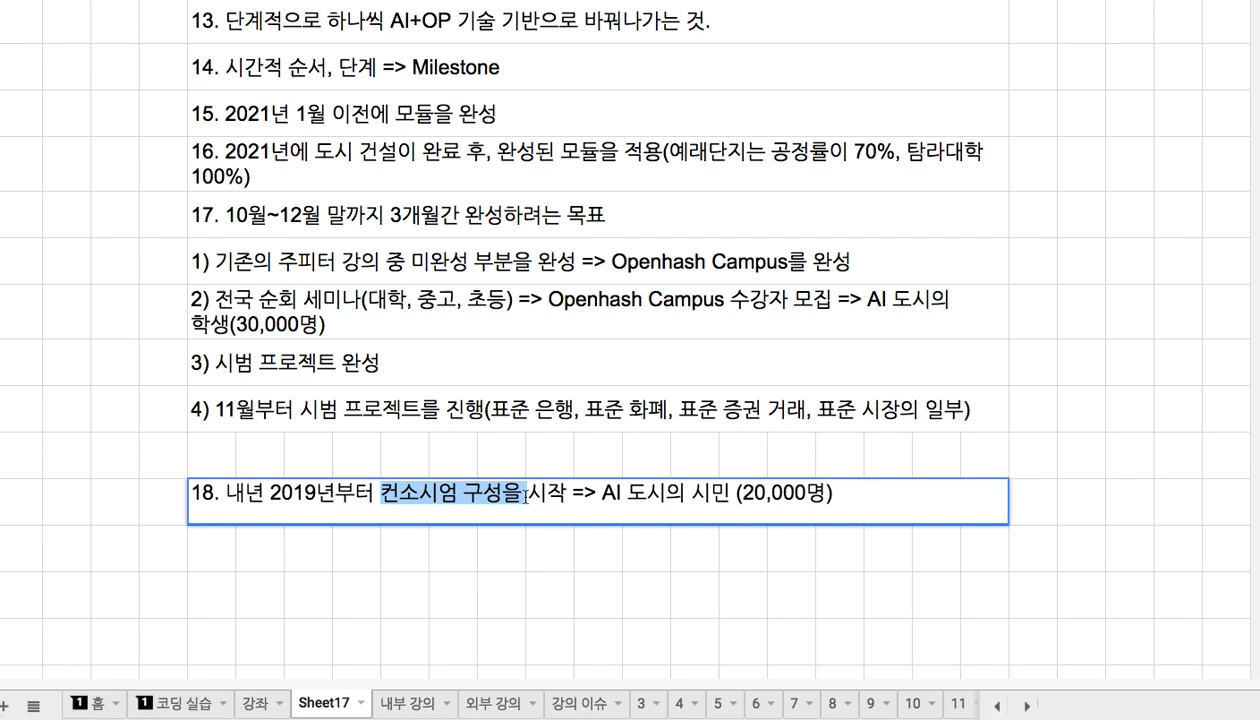 13. 단계적으로 하나씩 AI+OP 기술 기반으로 바꿔나가는 것.
14. 시간적 순서, 단계 => Milestone
15. 2021년 1월 이전에 모듈을 완성
16. 2021년에 도시 건설이 완료 후, 완성된 모듈을 적용(예래단지는 공정률이 70%, 탐라대학
100%)
17. 10월~12월 말까지 3개월간 완성하려는 목표
1) 기존의 주피터 강의 중 미완성 부분을 완성 => Openhash Campus를 완성
2) 전국 순회 세미나(대학, 중고, 초등) => Openhash Campus 수강자 모집 => AI 도시의
학생(30,000명)
3) 시범 프로젝트 완성
4) 11월부터 시범 프로젝트를 진행(표준 은행, 표준 화폐, 표준 증권 거래, 표준 시장의 일부)
18. 내년 2019년부터 컨소시엄 구성을 시작 => AI 도시의 시민 (20,000명)
1 홈 1 코딩 실습 강좌 Sheet17 내부 강의 외부 강의 강의 이슈 3 4 5 6 7 8 9 10 11